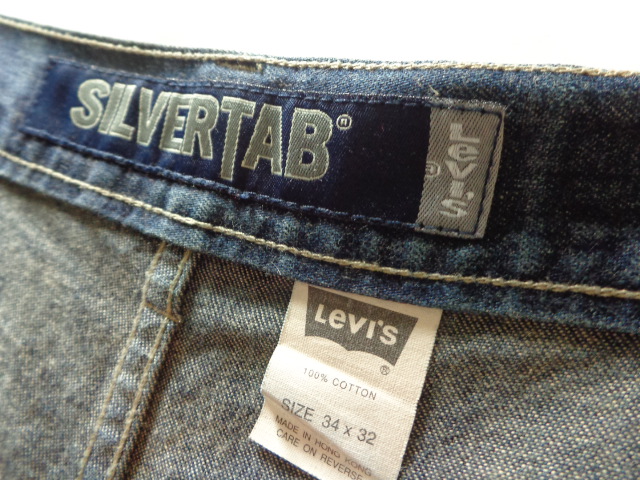 SILVERTAB®
Levi's
®
LEVI'S
®
100% COTTON
SIZE 34 x 32
MADE IN HONG KONG
CARE ON REVERSE